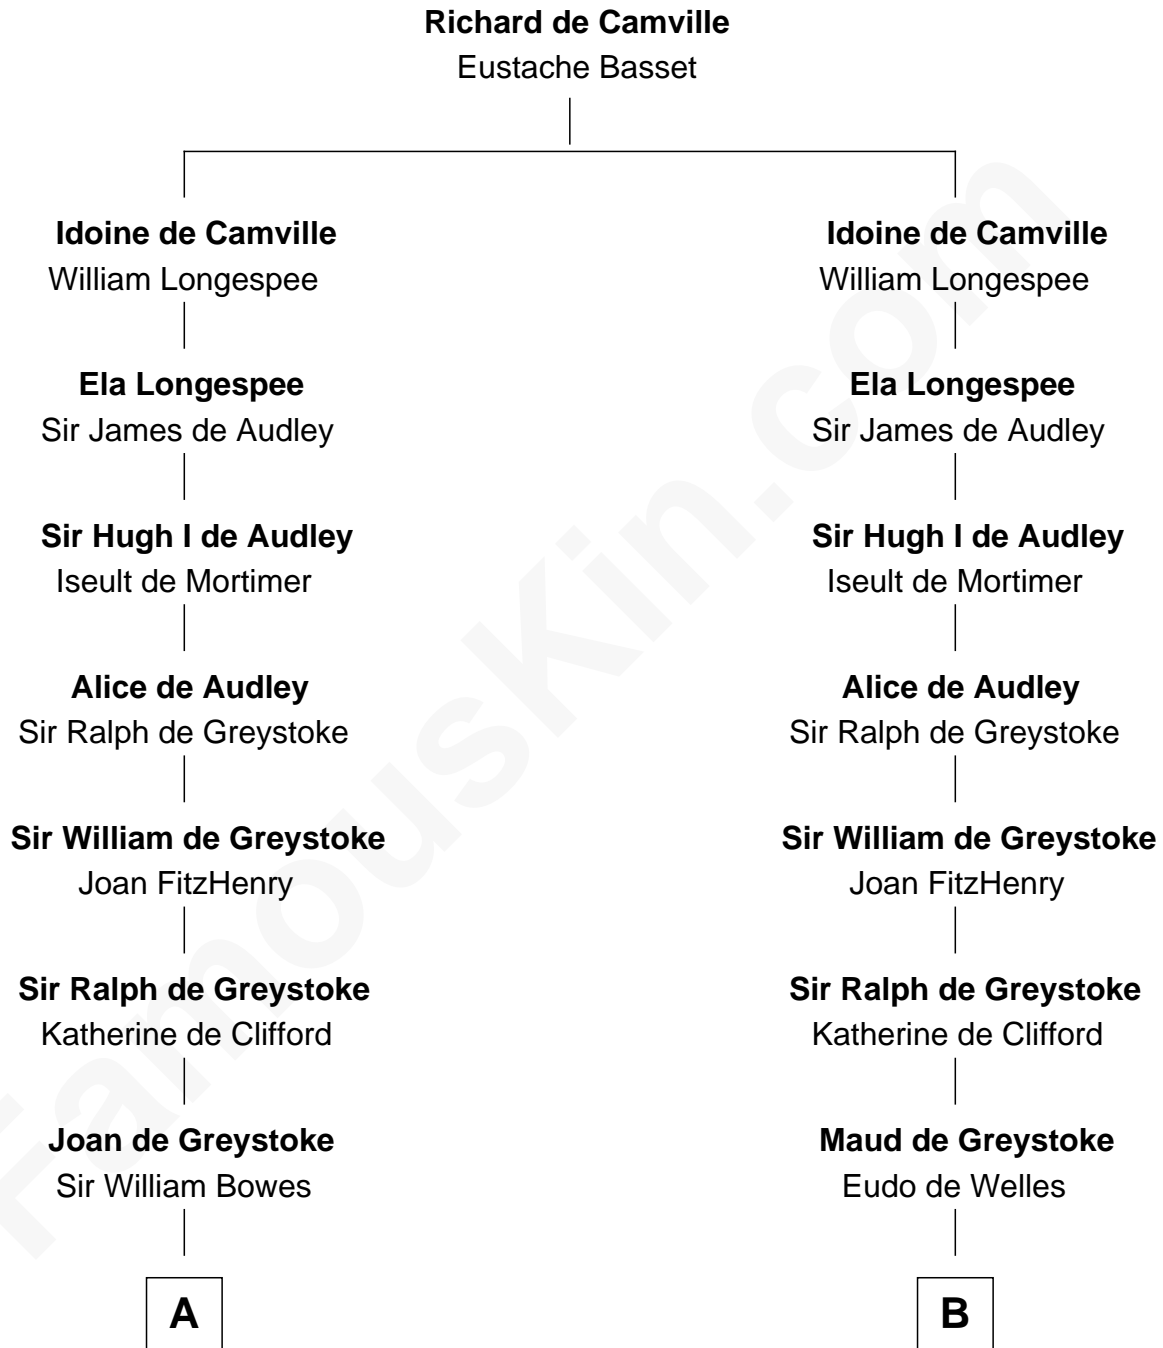 Richard de Camville
Eustache Basset
Idoine de Camville
William Longespee
Idoine de Camville
William Longespee
Ela Longespee
Sir James de Audley
Ela Longespee
Sir James de Audley
Sir Hugh I de Audley
Iseult de Mortimer
Sir Hugh I de Audley
Iseult de Mortimer
Alice de Audley
Sir Ralph de Greystoke
Alice de Audley
Sir Ralph de Greystoke
Sir William de Greystoke
Joan FitzHenry
Sir William de Greystoke
Joan FitzHenry
Sir Ralph de Greystoke
Katherine de Clifford
Sir Ralph de Greystoke
Katherine de Clifford
Joan de Greystoke
Sir William Bowes
Maud de Greystoke
Eudo de Welles
A
B
FamousKin.com